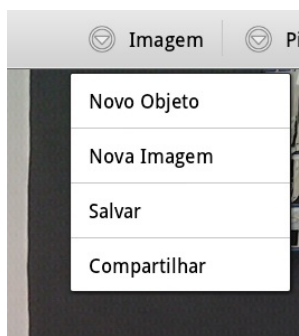 Imagem
Novo Objeto
Nova Imagem
Salvar
Compartilhar